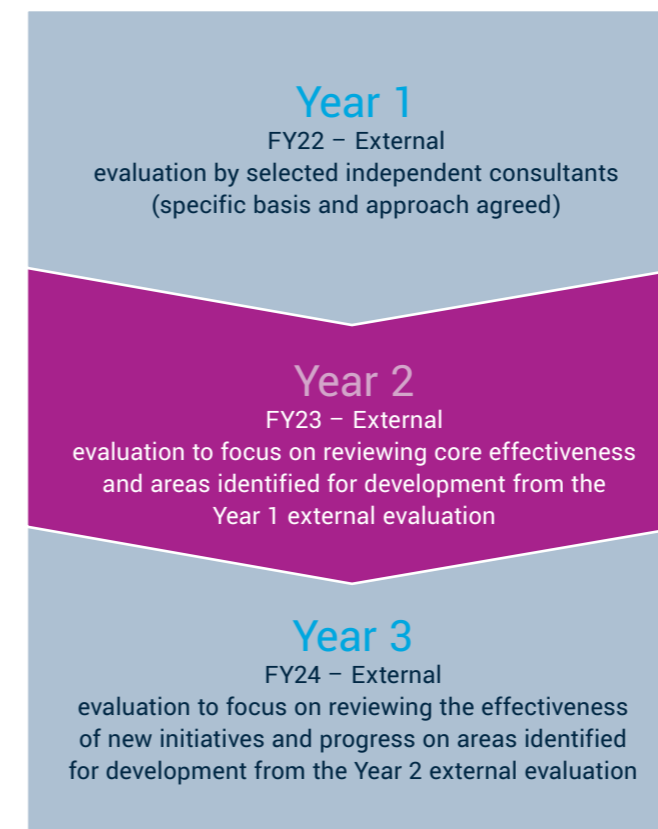 Year 1
FY22 – External
evaluation by selected independent consultants
(specific basis and approach agreed)
Year 2
FY23 – External
evaluation to focus on reviewing core effectiveness
and areas identified for development from the
Year 1 external evaluation
Year 3
FY24 – External
evaluation to focus on reviewing the effectiveness
of new initiatives and progress on areas identified
for development from the Year 2 external evaluation